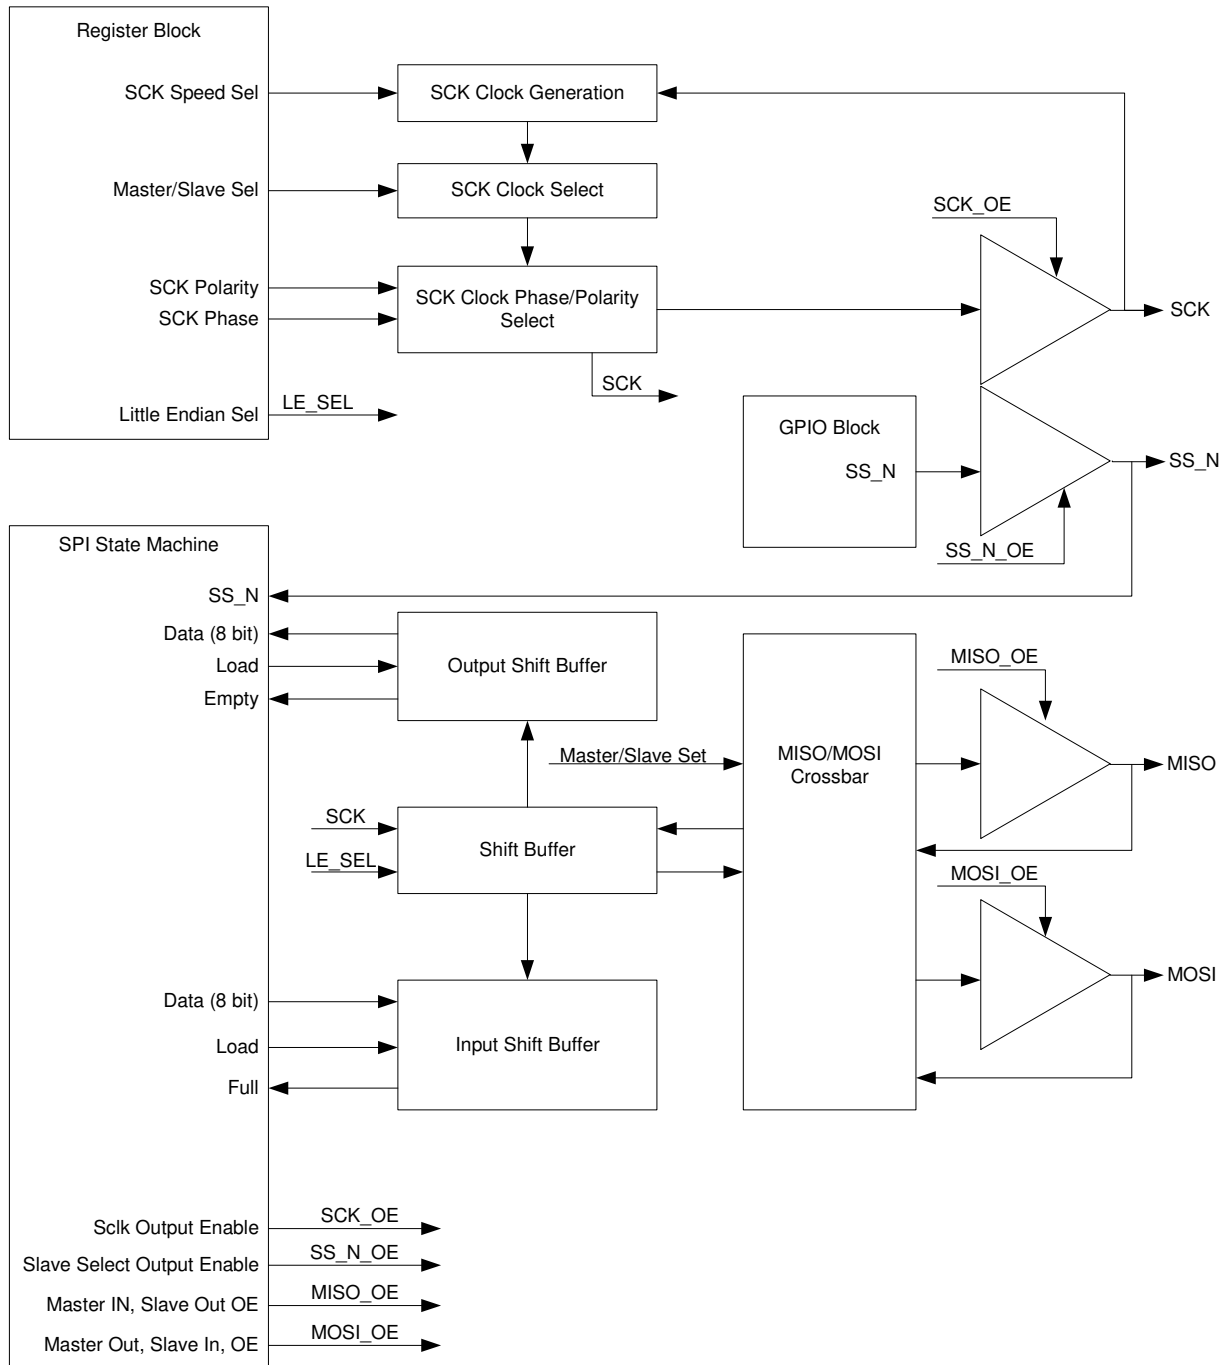 Register Block
SCK Speed Sel
SCK Clock Generation
Master/Slave Sel
SCK Clock Select
SCK_OE
SCK Polarity
SCK Phase
SCK Clock Phase/Polarity
Select
SCK
SCK
Little Endian Sel
LE_SEL
GPIO Block
SS_N
SS_N
SS_N_OE
SPI State Machine
SS_N
Data (8 bit)
Load
Empty
Output Shift Buffer
MISO_OE
Master/Slave Set
MISO/MOSI
Crossbar
MISO
SCK
LE_SEL
Shift Buffer
MOSI_OE
MOSI
Data (8 bit)
Load
Full
Input Shift Buffer
Sclk Output Enable
SCK_OE
Slave Select Output Enable
SS_N_OE
Master IN, Slave Out OE
MISO_OE
Master Out, Slave In, OE
MOSI_OE